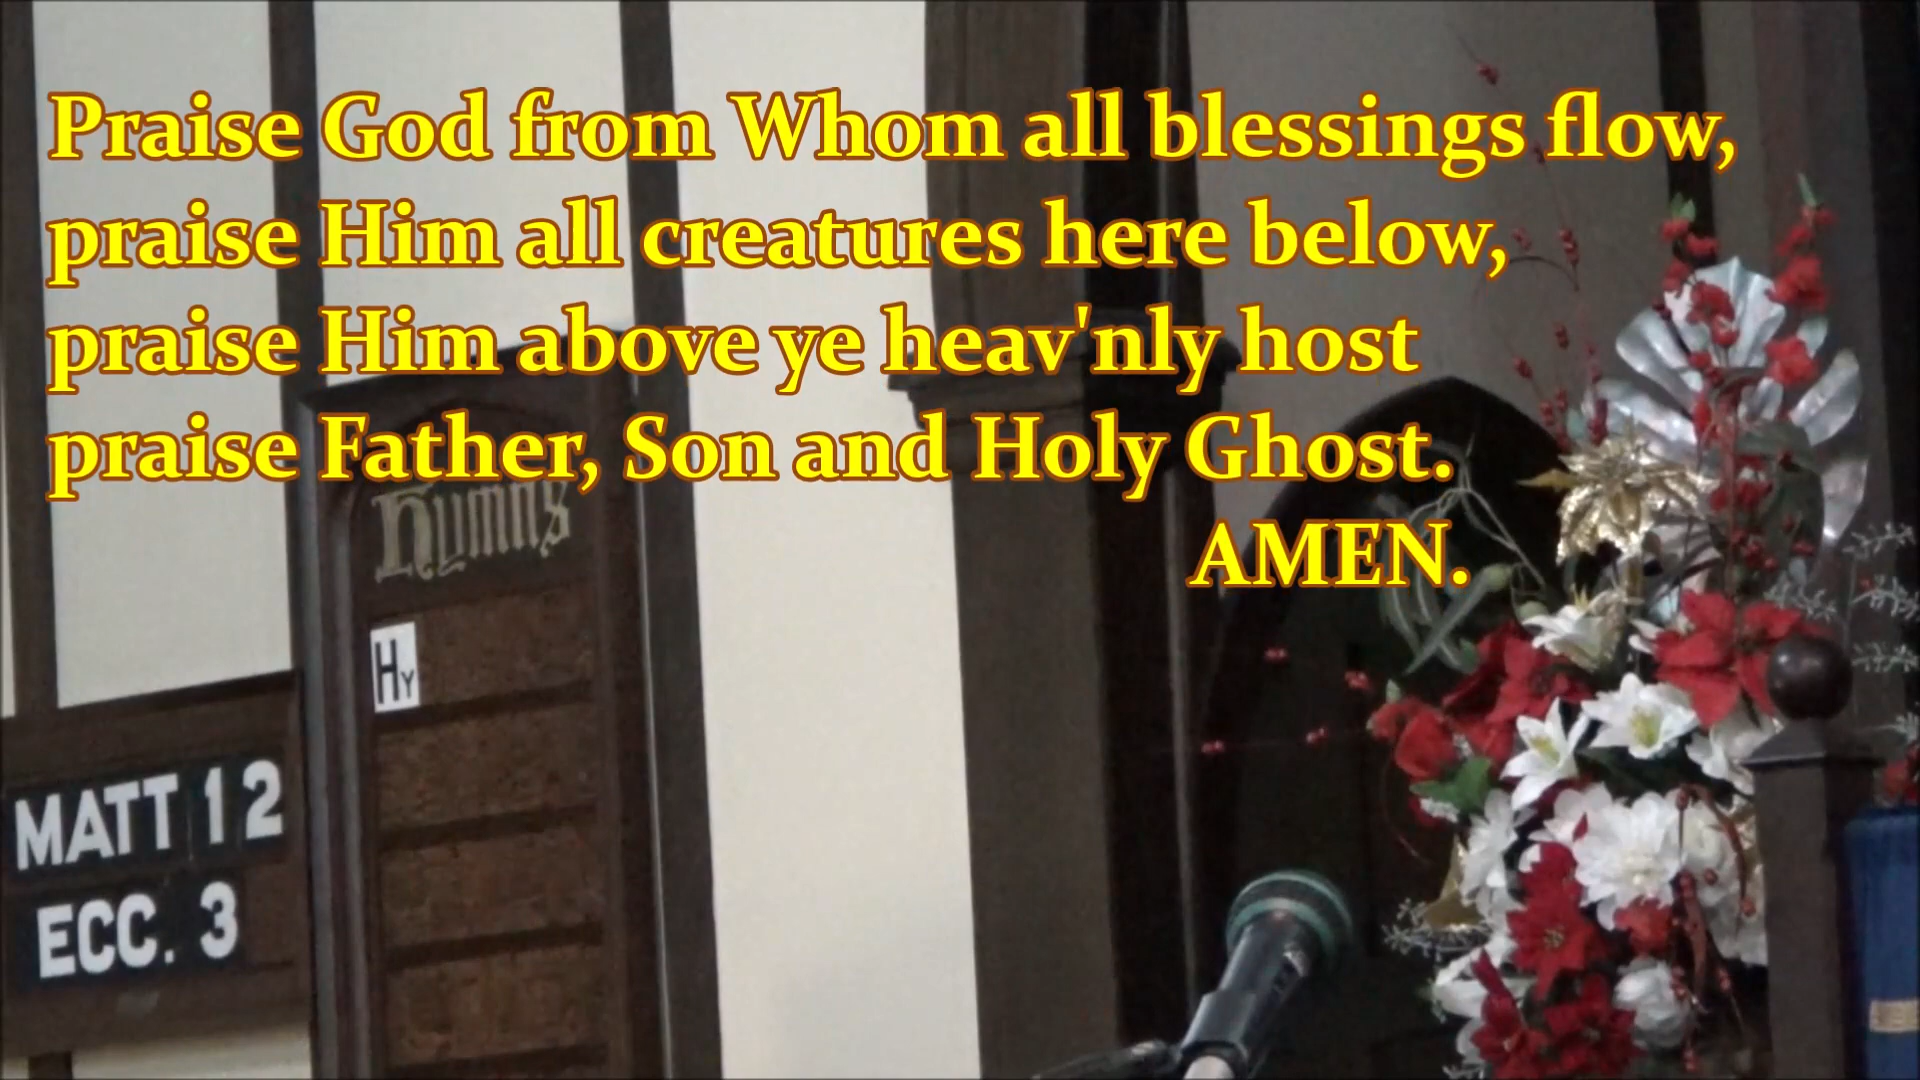 Praise God from Whom all blessings flow,
praise Him all creatures here below,
praise Him above ye heav'nly host
praise Father, Son and Holy Ghost.
AMEN.
Hymns
HY
MATT 12
ECC. 3